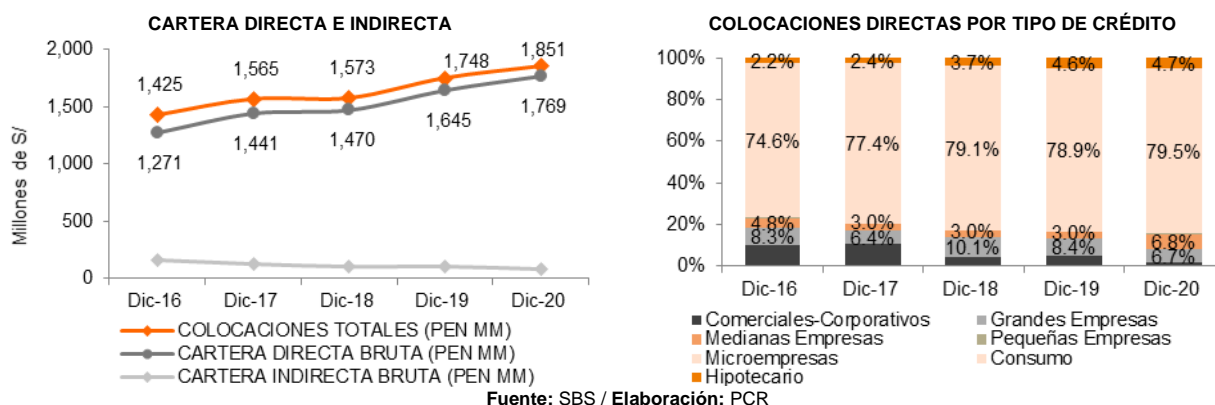 CARTERA DIRECTA E INDIRECTA
2,000
1,500
1,000
500
0
Millones de S/
1,425
1,565
1,573
1,748
1,851
1,271
1,441
1,470
1,645
1,769
Dic-16 Dic-17 Dic-18 Dic-19 Dic-20
COLOCACIONES TOTALES (PEN MM)
CARTERA DIRECTA BRUTA (PEN MM)
CARTERA INDIRECTA BRUTA (PEN MM)
COLOCACIONES DIRECTAS POR TIPO DE CRÉDITO
100%
80%
60%
40%
20%
0%
2.2% 2.4% 3.7% 4.6% 4.7%
74.6% 77.4% 79.1% 78.9% 79.5%
4.8% 3.0% 3.0% 3.0% 6.8%
8.3% 6.4% 10.1% 8.4% 6.7%
Dic-16 Dic-17 Dic-18 Dic-19 Dic-20
Comerciales-Corporativos Grandes Empresas
Medianas Empresas Pequeñas Empresas
Microempresas Consumo
Hipotecario
Fuente: SBS / Elaboración: PCR